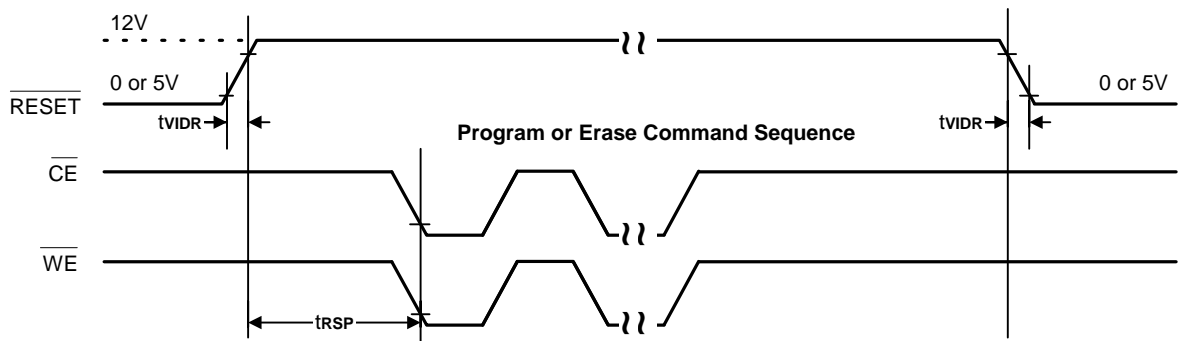 12V
0 or 5V
0 or 5V
RESET
tVIDR
Program or Erase Command Sequence
tVIDR
CE
WE
tRSP